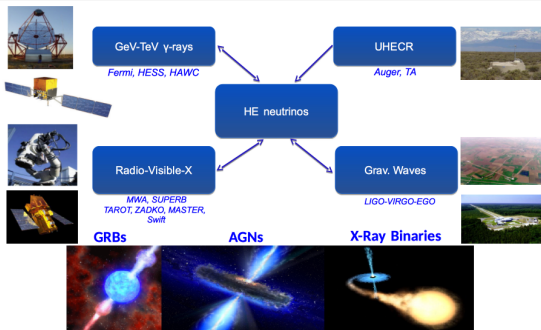 GeV-TeV γ-rays
Fermi, HESS, HAWC
UHECR
Auger, TA
HE neutrinos
Radio-Visible-X
MWA, SUPERB
TAROT, ZADKO, MASTER,
Swift
Grav. Waves
LIGO-VIRGO-EGO
GRBs
AGNs
X-Ray Binaries